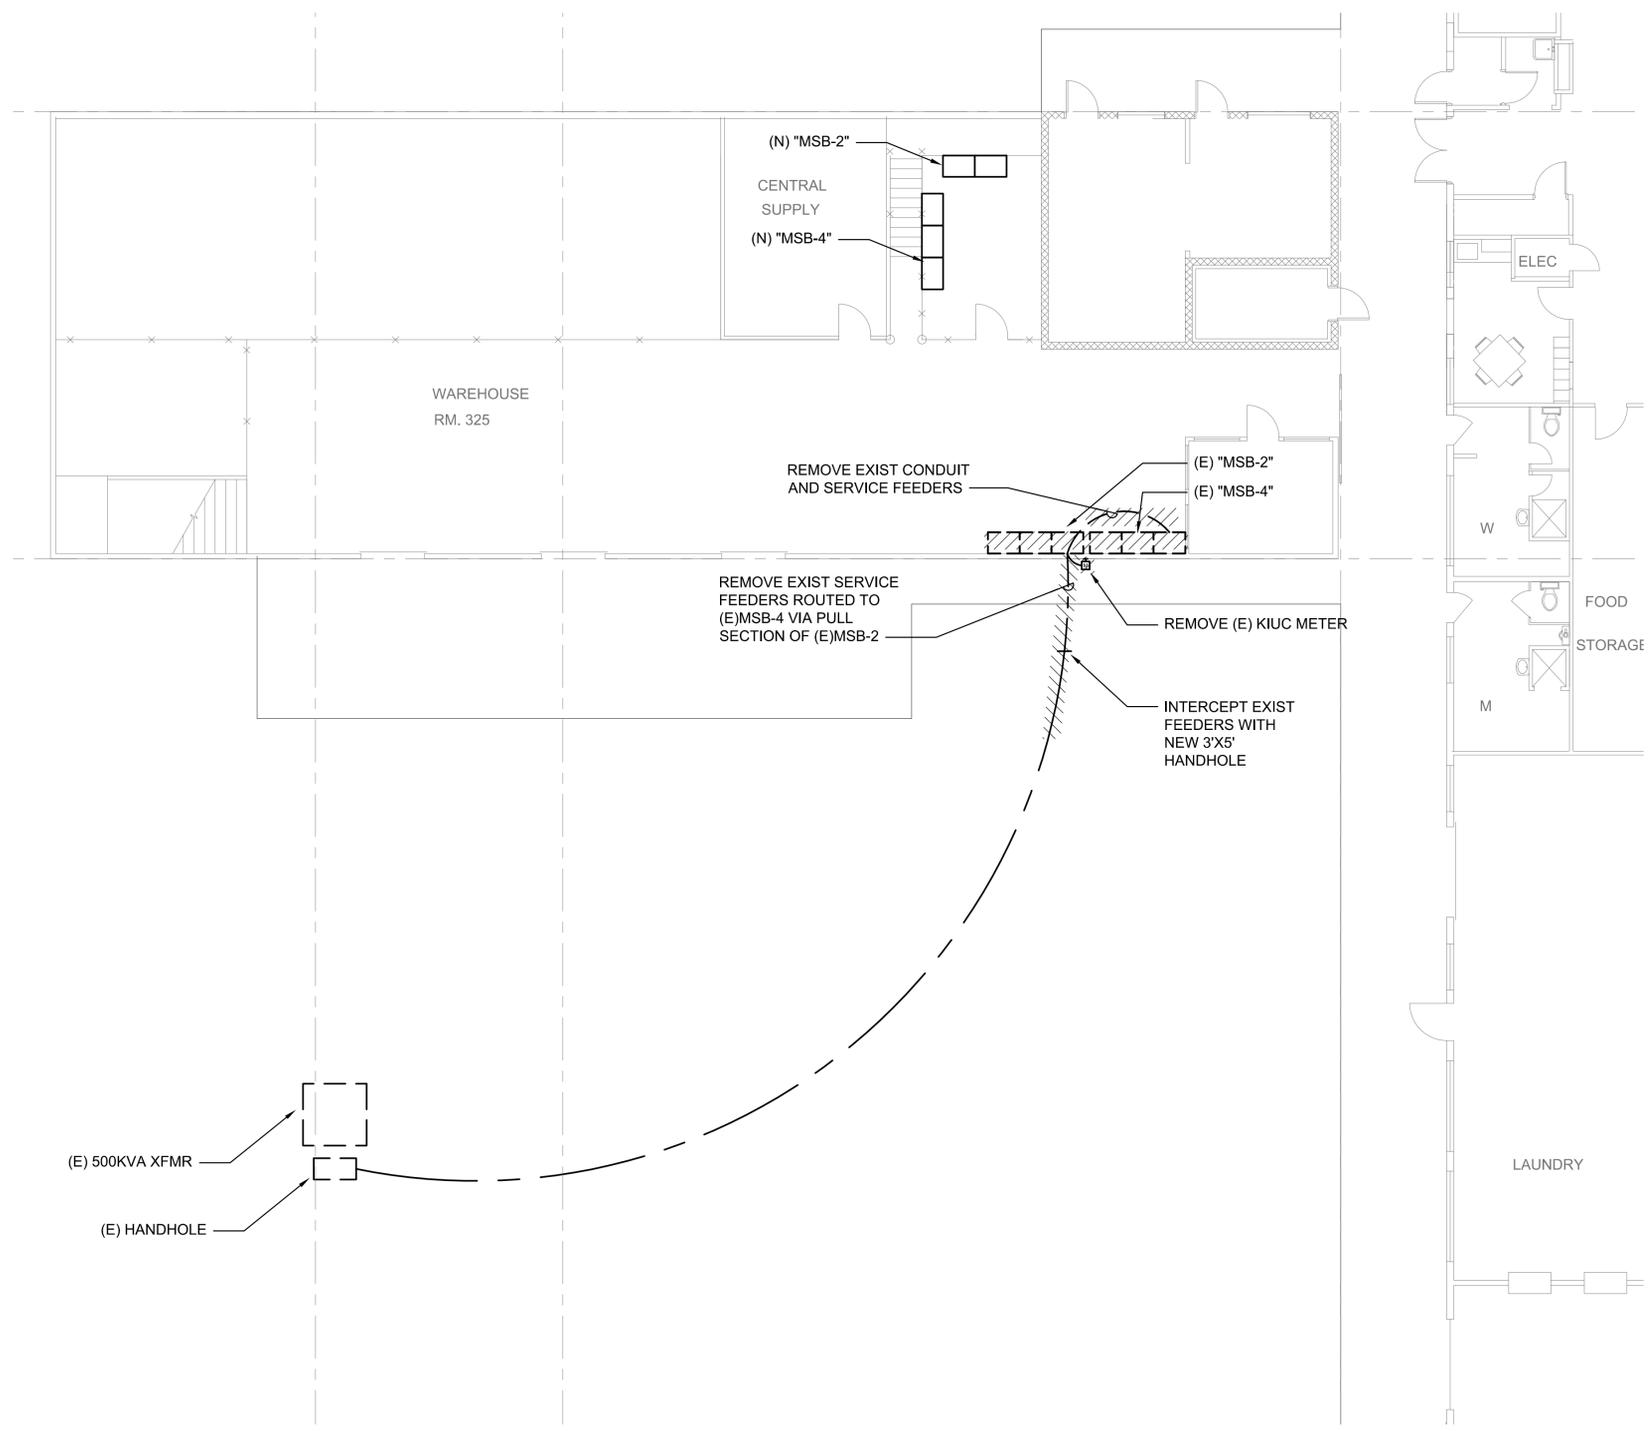 (N) "MSB-2"
CENTRAL
SUPPLY
(N) "MSB-4"
ELEC
WAREHOUSE
RM. 325
REMOVE EXIST CONDUIT
AND SERVICE FEEDERS
(E) "MSB-2"
(E) "MSB-4"
W
REMOVE EXIST SERVICE
FEEDERS ROUTED TO
(E)MSB-4 VIA PULL
SECTION OF (E)MSB-2
REMOVE (E) KIUC METER
FOOD
STORAGE
M
INTERCEPT EXIST
FEEDERS WITH
NEW 3'X5'
HANDHOLE
(E) 500KVA XFMR
(E) HANDHOLE
LAUNDRY